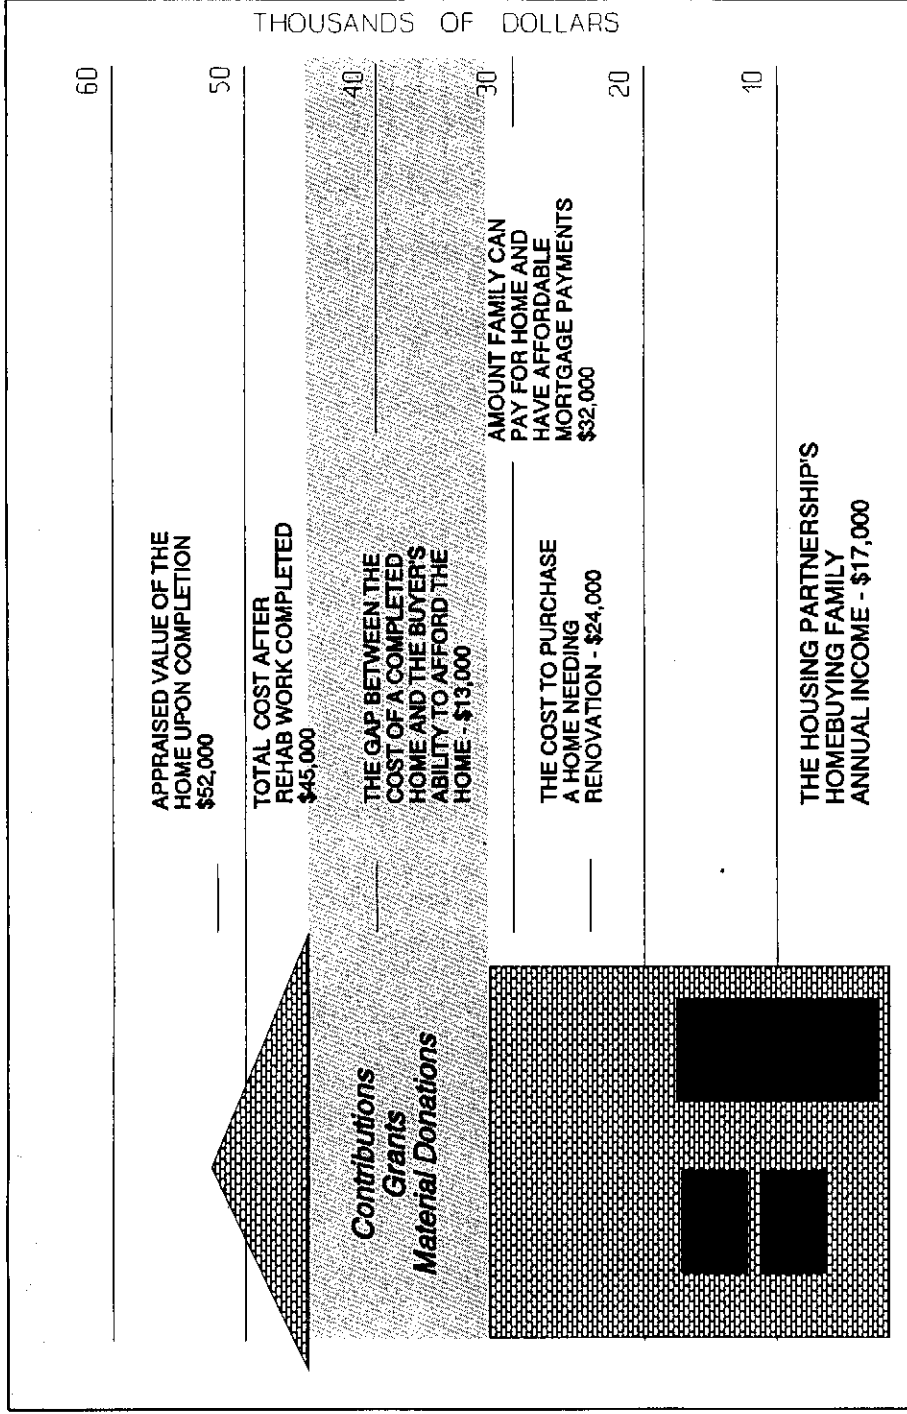 THOUSANDS OF DOLLARS
60
50
40
30
20
10
APPRAISED VALUE OF THE
HOME UPON COMPLETION
$52,000
TOTAL COST AFTER
REHAB WORK COMPLETED
$45,000
THE GAP BETWEEN THE
COST OF A COMPLETED
HOME AND THE BUYER'S
ABILITY TO AFFORD THE
HOME - $13,000
AMOUNT FAMILY CAN
PAY FOR HOME AND
HAVE AFFORDABLE
MORTGAGE PAYMENTS
$32,000
THE COST TO PURCHASE
A HOME NEEDING
RENOVATION - $24,000
THE HOUSING PARTNERSHIP'S
HOMEBUYING FAMILY
ANNUAL INCOME - $17,000
Contributions
Grants
Material Donations